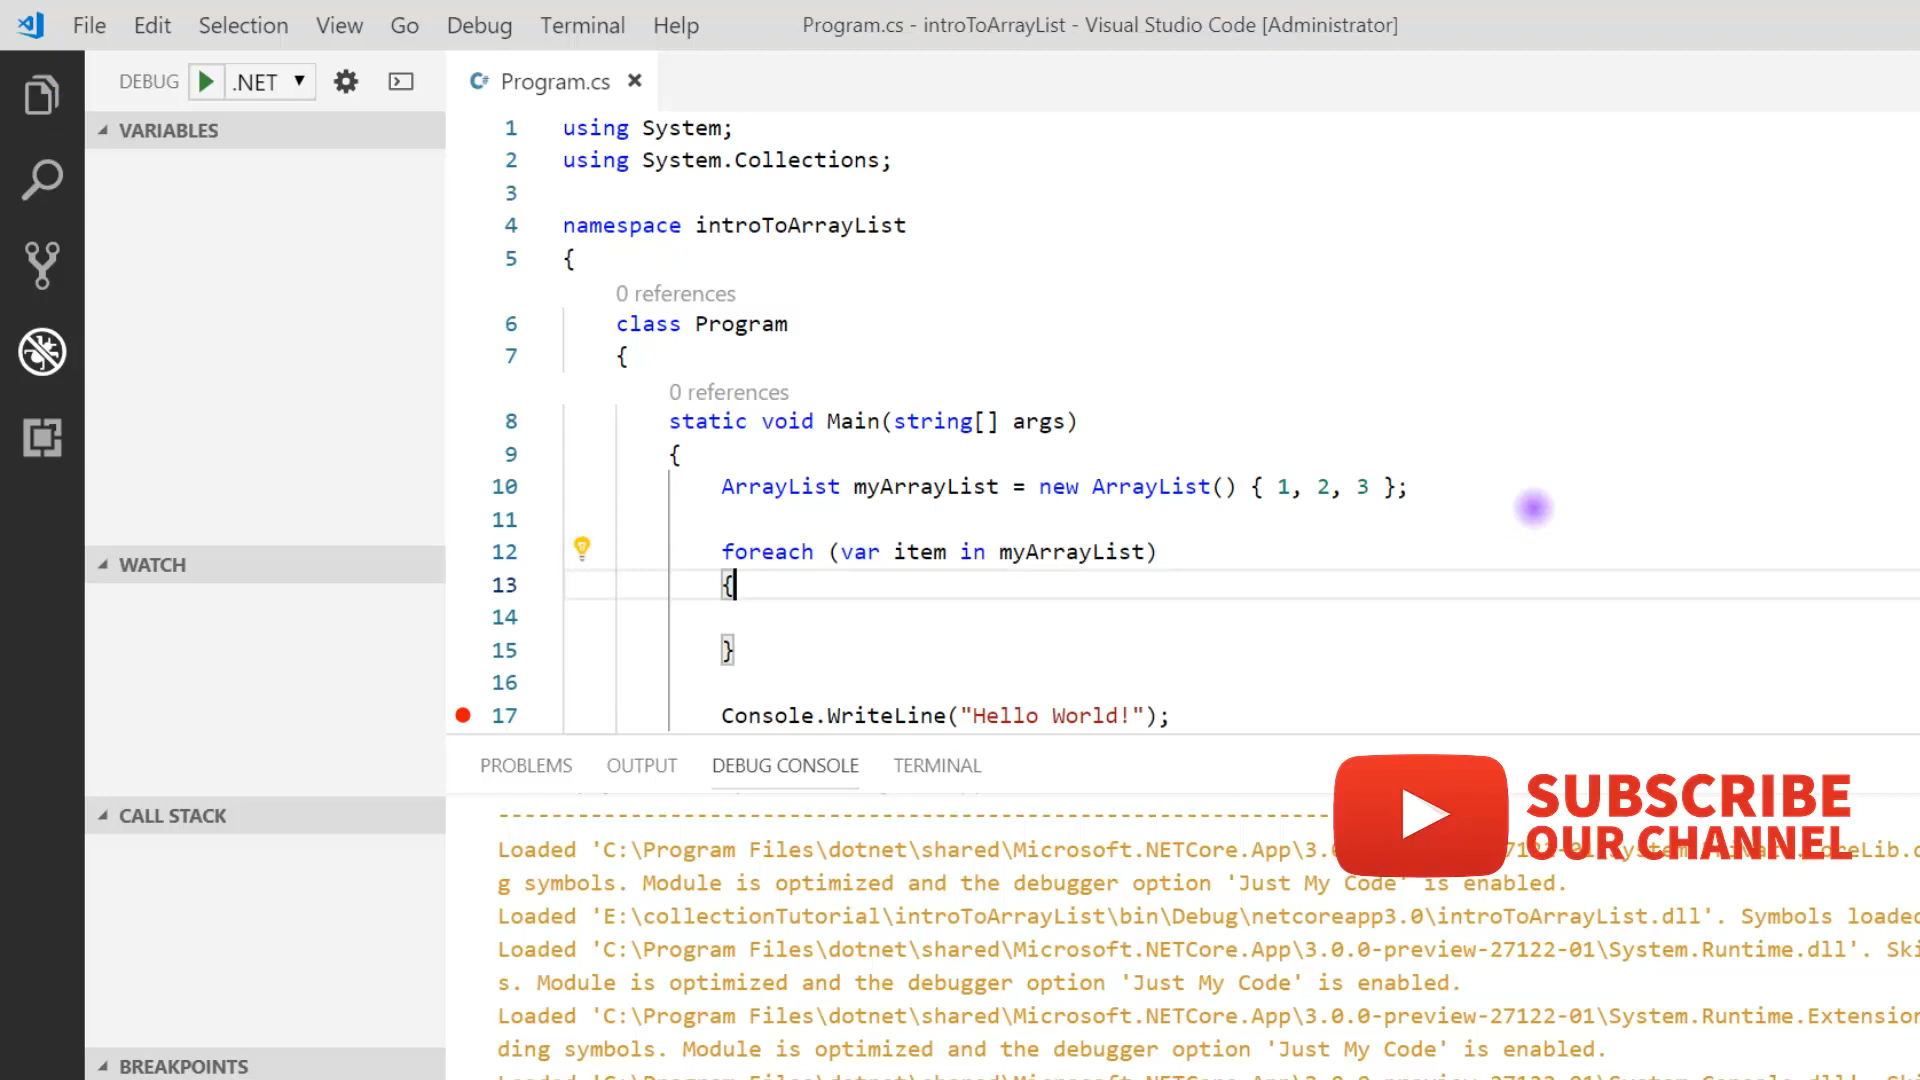 File Edit Selection View Go Debug Terminal Help Program.cs - introToArrayList - Visual Studio Code [Administrator]
DEBUG .NET
Program.cs
VARIABLES
1 using System;
2 using System.Collections;
3
4 namespace introToArrayList
5 {
0 references
6 class Program
7 {
0 references
8 static void Main(string[] args)
9 {
10 ArrayList myArrayList = new ArrayList() { 1, 2, 3 };
11
12 foreach (var item in myArrayList)
13 {
14
15 }
16
17 Console.WriteLine("Hello World!");
WATCH
CALL STACK
BREAKPOINTS
PROBLEMS OUTPUT DEBUG CONSOLE TERMINAL
SUBSCRIBE
OUR CHANNEL
Loaded 'C:\Program Files\dotnet\shared\Microsoft.NETCore.App\3.
g symbols. Module is optimized and the debugger option 'Just My Code' is enabled.
Loaded 'E:\collectionTutorial\introToArrayList\bin\Debug\netcoreapp3.0\introToArrayList.dll'. Symbols loaded
Loaded 'C:\Program Files\dotnet\shared\Microsoft.NETCore.App\3.0.0-preview-27122-01\System.Runtime.dll'. Ski
s. Module is optimized and the debugger option 'Just My Code' is enabled.
Loaded 'C:\Program Files\dotnet\shared\Microsoft.NETCore.App\3.0.0-preview-27122-01\System.Runtime.Extension
ding symbols. Module is optimized and the debugger option 'Just My Code' is enabled.